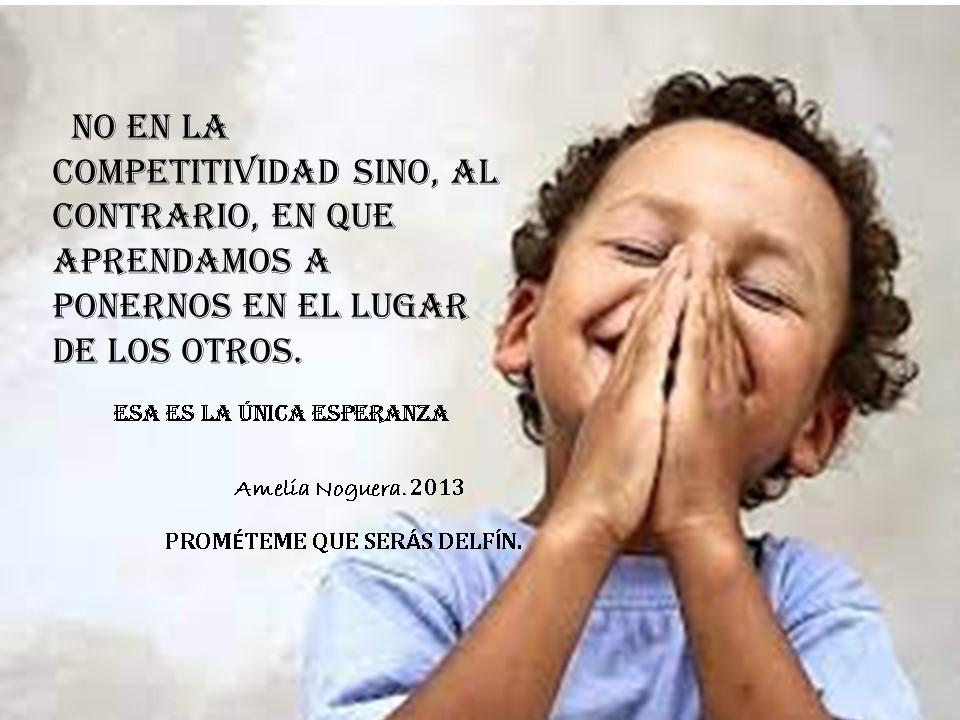 NO EN LA
COMPETITIVIDAD SINO, AL
CONTRARIO, EN QUE
APRENDAMOS A
PONERNOS EN EL LUGAR
DE LOS OTROS.
ESA ES LA ÚNICA ESPERANZA
Amelia Noguera. 2013
PROMÉTEME QUE SERÁS DELFÍN.